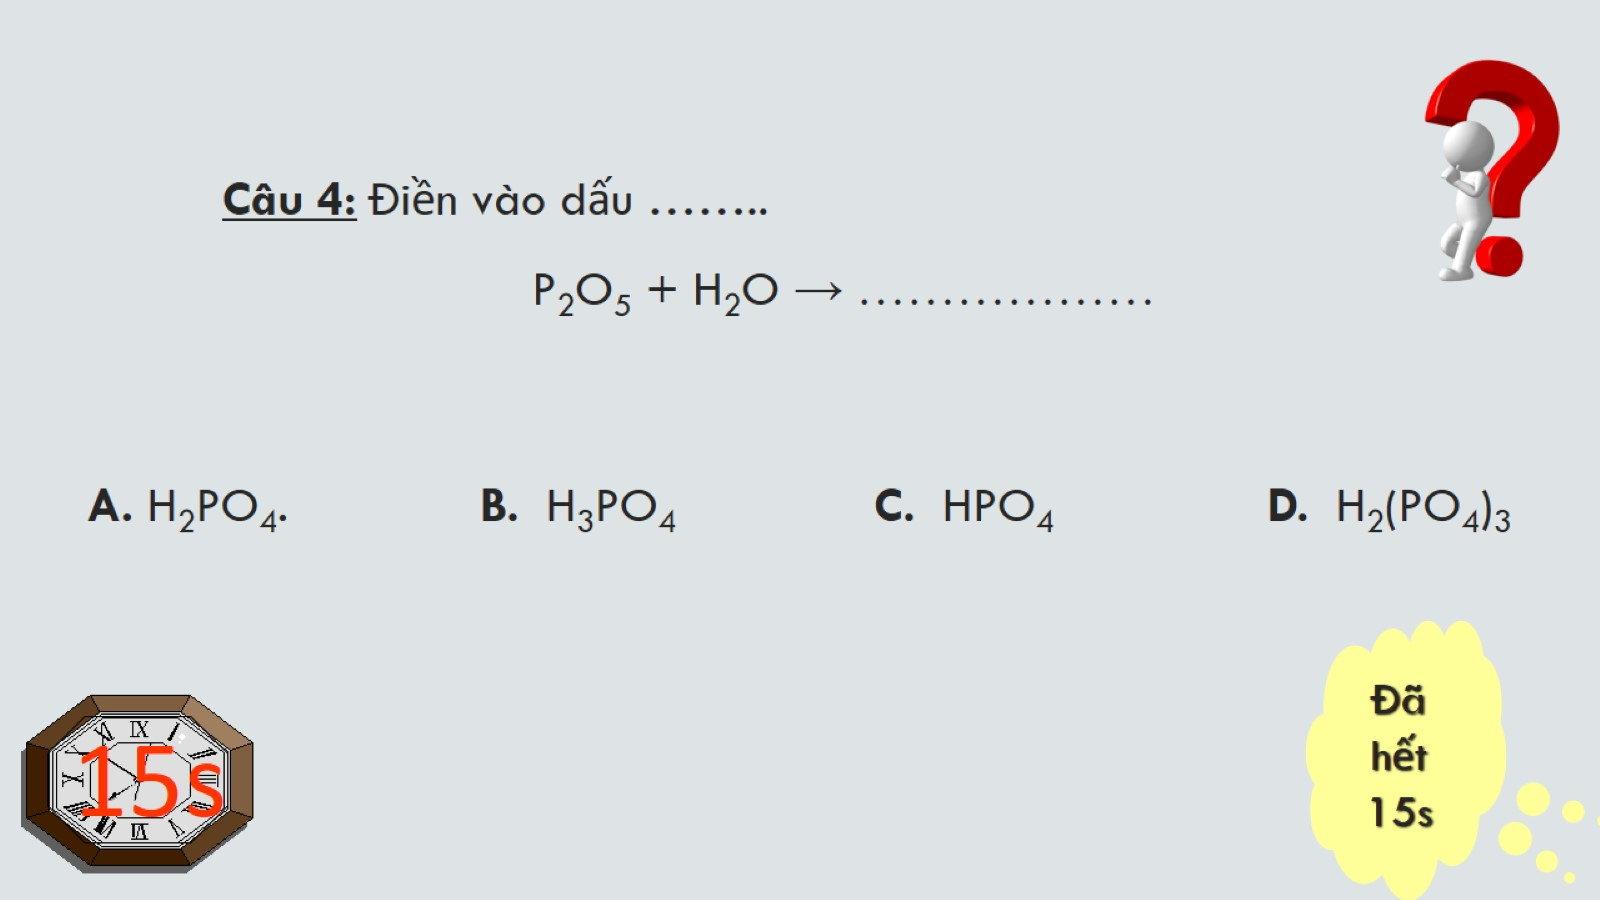 Câu 4: Điền vào dấu ……..
P₂O₅ + H₂O → ………………
A. H₂PO₄. B. H₃PO₄ C. HPO₄ D. H₂(PO₄)₃
15s
Đã
hết
15s